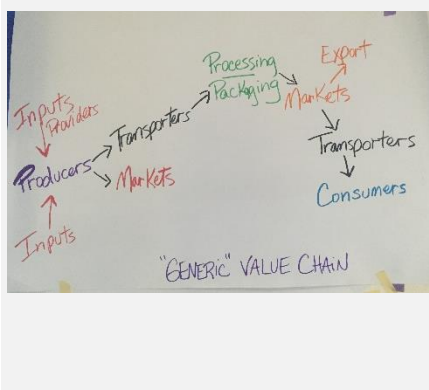 Inputs
Providers
Producers
Inputs
Transporters
Markets
Processing
Packaging
Markets
Export
Transporters
Consumers
"GENERIC" VALUE CHAIN